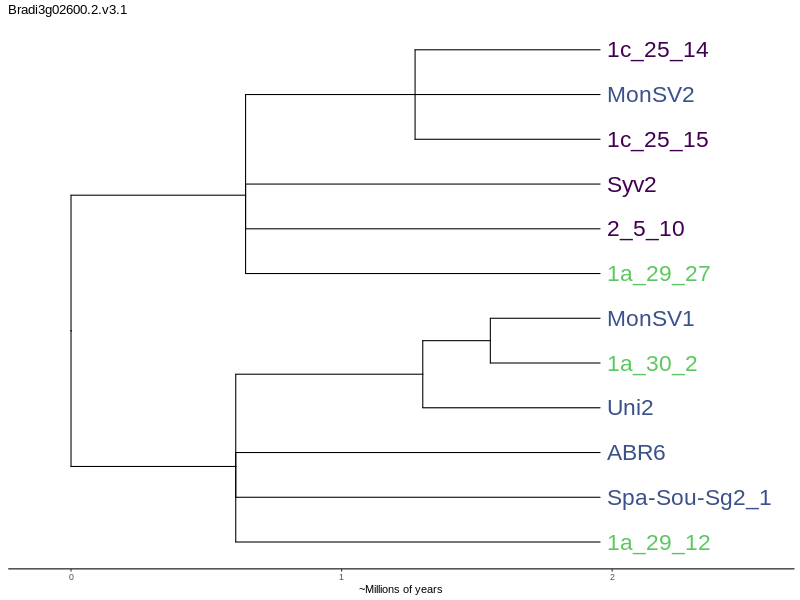 Bradi3g02600.2.v3.1
1c_25_14
MonSV2
1c_25_15
Syv2
2_5_10
1a_29_27
MonSV1
1a_30_2
Uni2
ABR6
Spa-Sou-Sg2_1
1a_29_12
0 1 2
~Millions of years